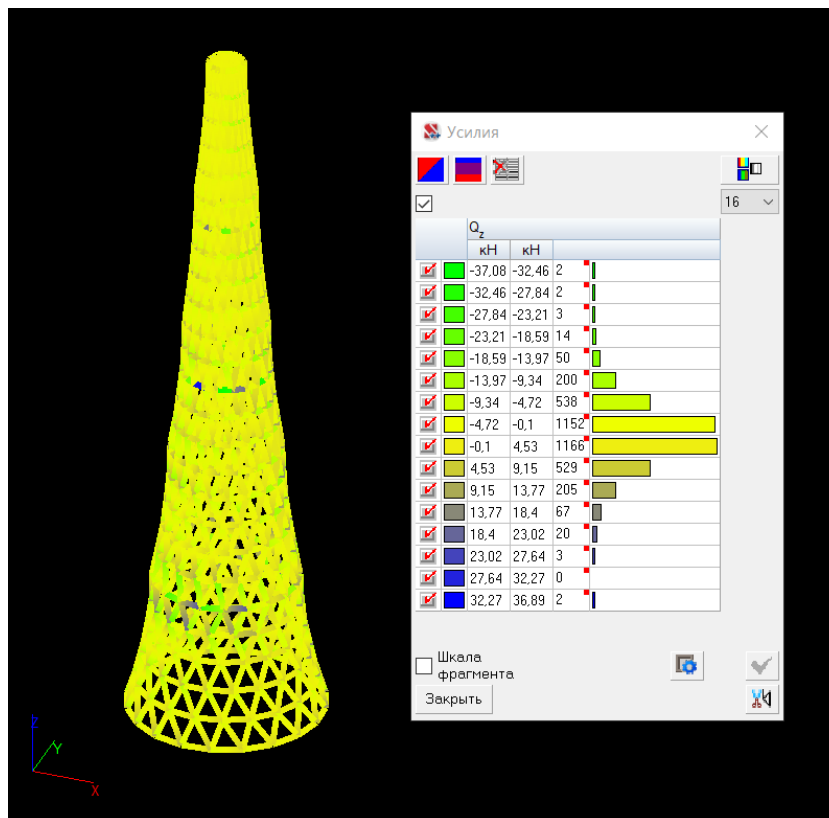 Усилия
16
Qz
кН кН
-37,08 -32,46 2
-32,46 -27,84 2
-27,84 -23,21 3
-23,21 -18,59 14
-18,59 -13,97 50
-13,97 -9,34 200
-9,34 -4,72 538
-4,72 -0,1 1152
-0,1 4,53 1166
4,53 9,15 529
9,15 13,77 205
13,77 18,4 67
18,4 23,02 20
23,02 27,64 3
27,64 32,27 0
32,27 36,89 2
Шкала
фрагмента
Закрыть
Z
Y
X